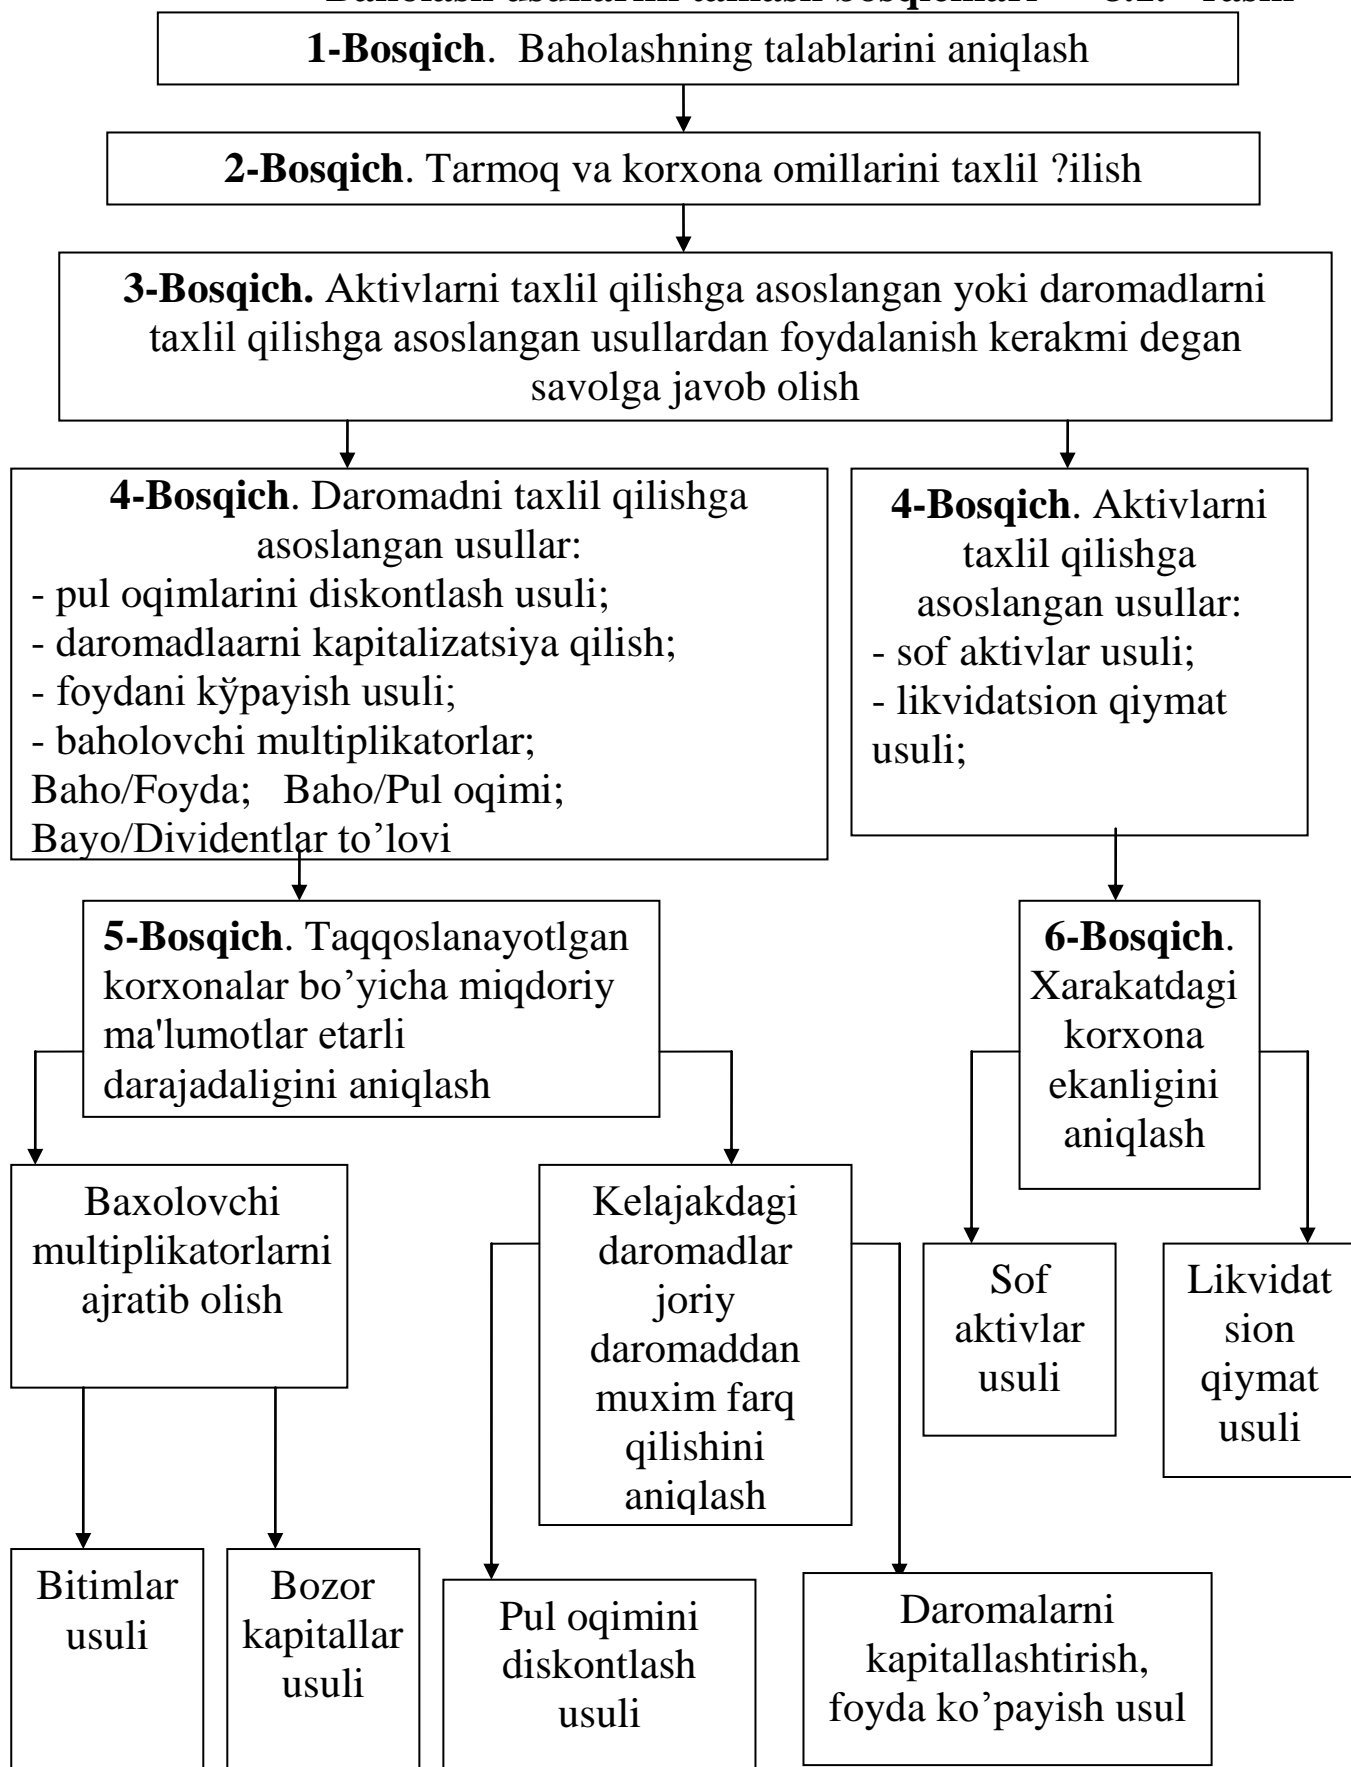 1-Bosqich. Baholashning talablarini aniqlash
2-Bosqich. Tarmoq va korxona omillarini taxlil ?ilish
3-Bosqich. Aktivlarni taxlil qilishga asoslangan yoki daromadlarni
taxlil qilishga asoslangan usullardan foydalanish kerakmi degan
savolga javob olish
4-Bosqich. Daromadni taxlil qilishga
asoslangan usullar:
- pul oqimlarini diskontlash usuli;
- daromadlaarni kapitalizatsiya qilish;
- foydani kўpayish usuli;
- baholovchi multiplikatorlar;
Baho/Foyda; Baho/Pul oqimi;
Bayo/Dividentlar to’lovi
4-Bosqich. Aktivlarni
taxlil qilishga
asoslangan usullar:
- sof aktivlar usuli;
- likvidatsion qiymat
usuli;
5-Bosqich. Taqqoslanayotlgan
korxonalar bo’yicha miqdoriy
ma'lumotlar etarli
darajadaligini aniqlash
6-Bosqich.
Xarakatdagi
korxona
ekanligini
aniqlash
Baxolovchi
multiplikatorlarni
ajratib olish
Kelajakdagi
daromadlar
joriy
daromaddan
muxim farq
qilishini
aniqlash
Sof
aktivlar
usuli
Likvidat
sion
qiymat
usuli
Bitimlar
usuli
Bozor
kapitallar
usuli
Pul oqimini
diskontlash
usuli
Daromalarni
kapitallashtirish,
foyda ko’payish usul